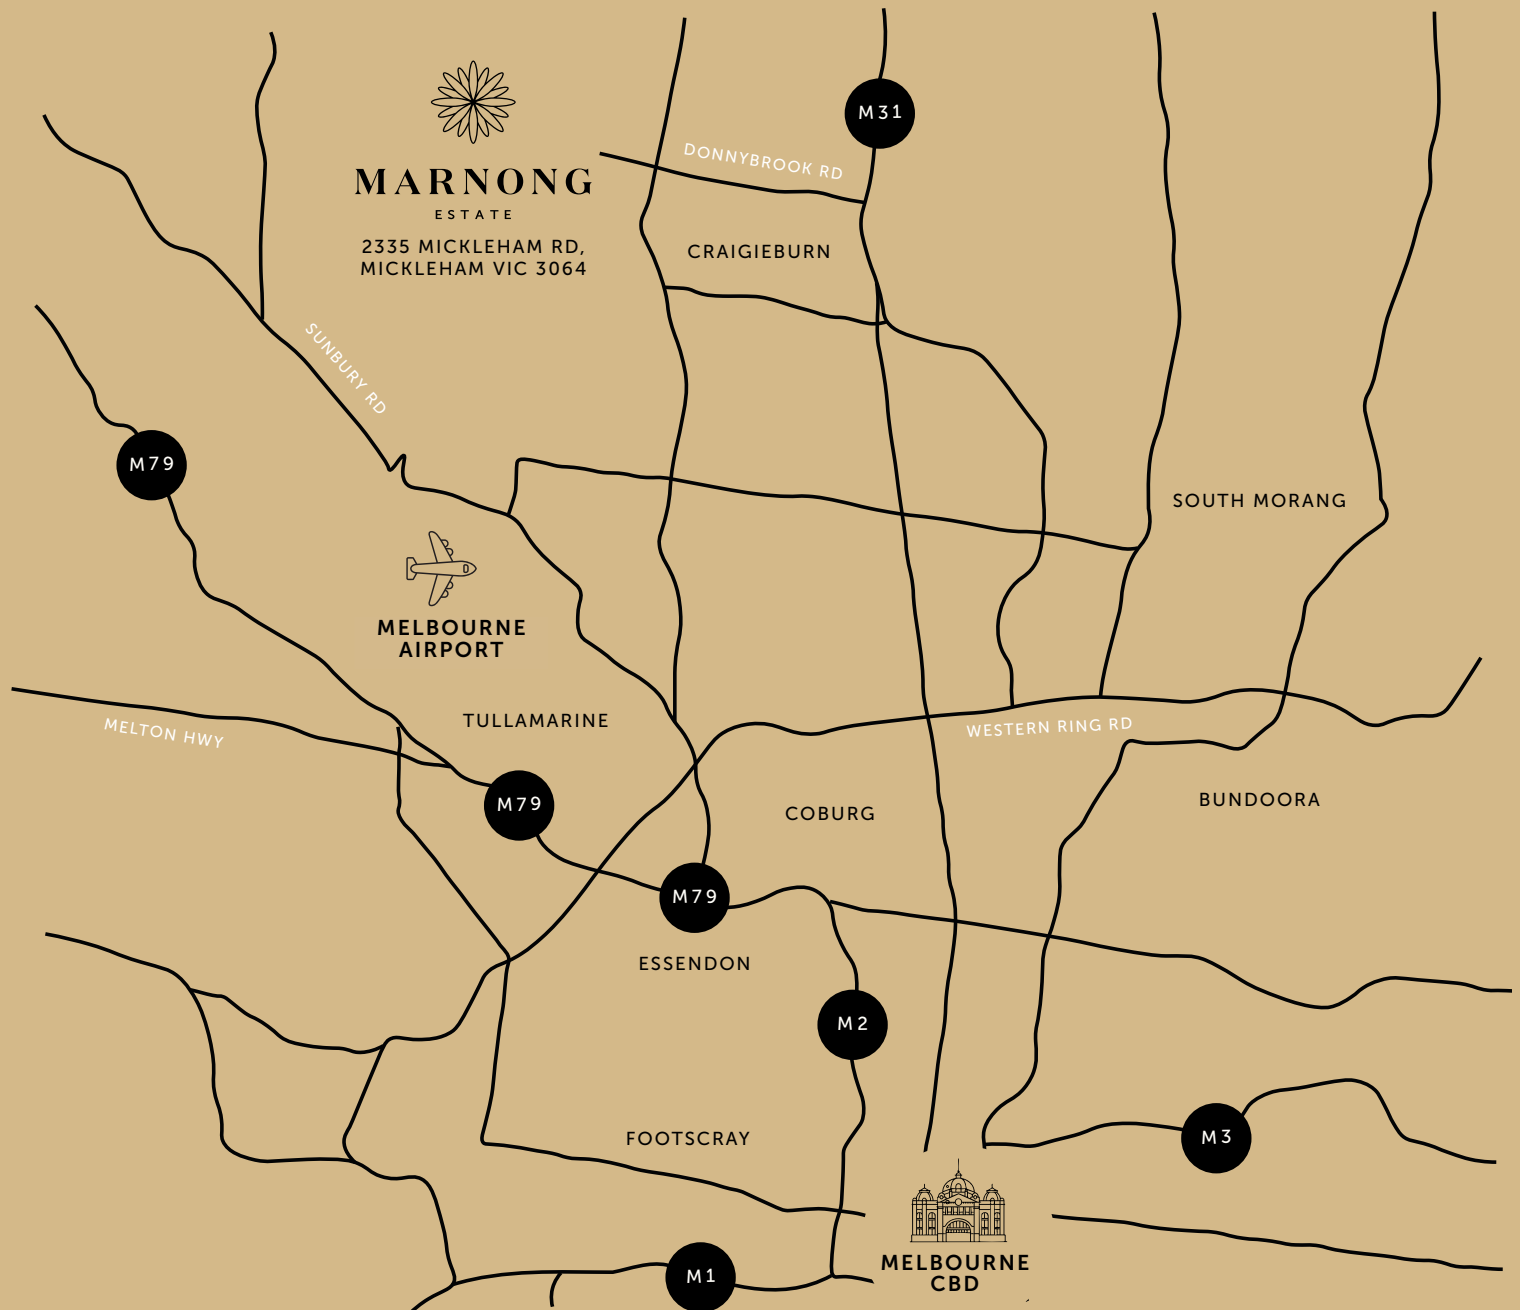 M31
DONNYBROOK RD
MARNONG
ESTATE
2335 MICKLEHAM RD,
MICKLEHAM VIC 3064
CRAIGIEBURN
SUNBURY RD
M79
SOUTH MORANG
MELBOURNE
AIRPORT
TULLAMARINE
MELTON HWY
WESTERN RING RD
M79
COBURG
BUNDOORA
M79
ESSENDON
M2
FOOTSCRAY
M3
MELBOURNE
CBD
M1